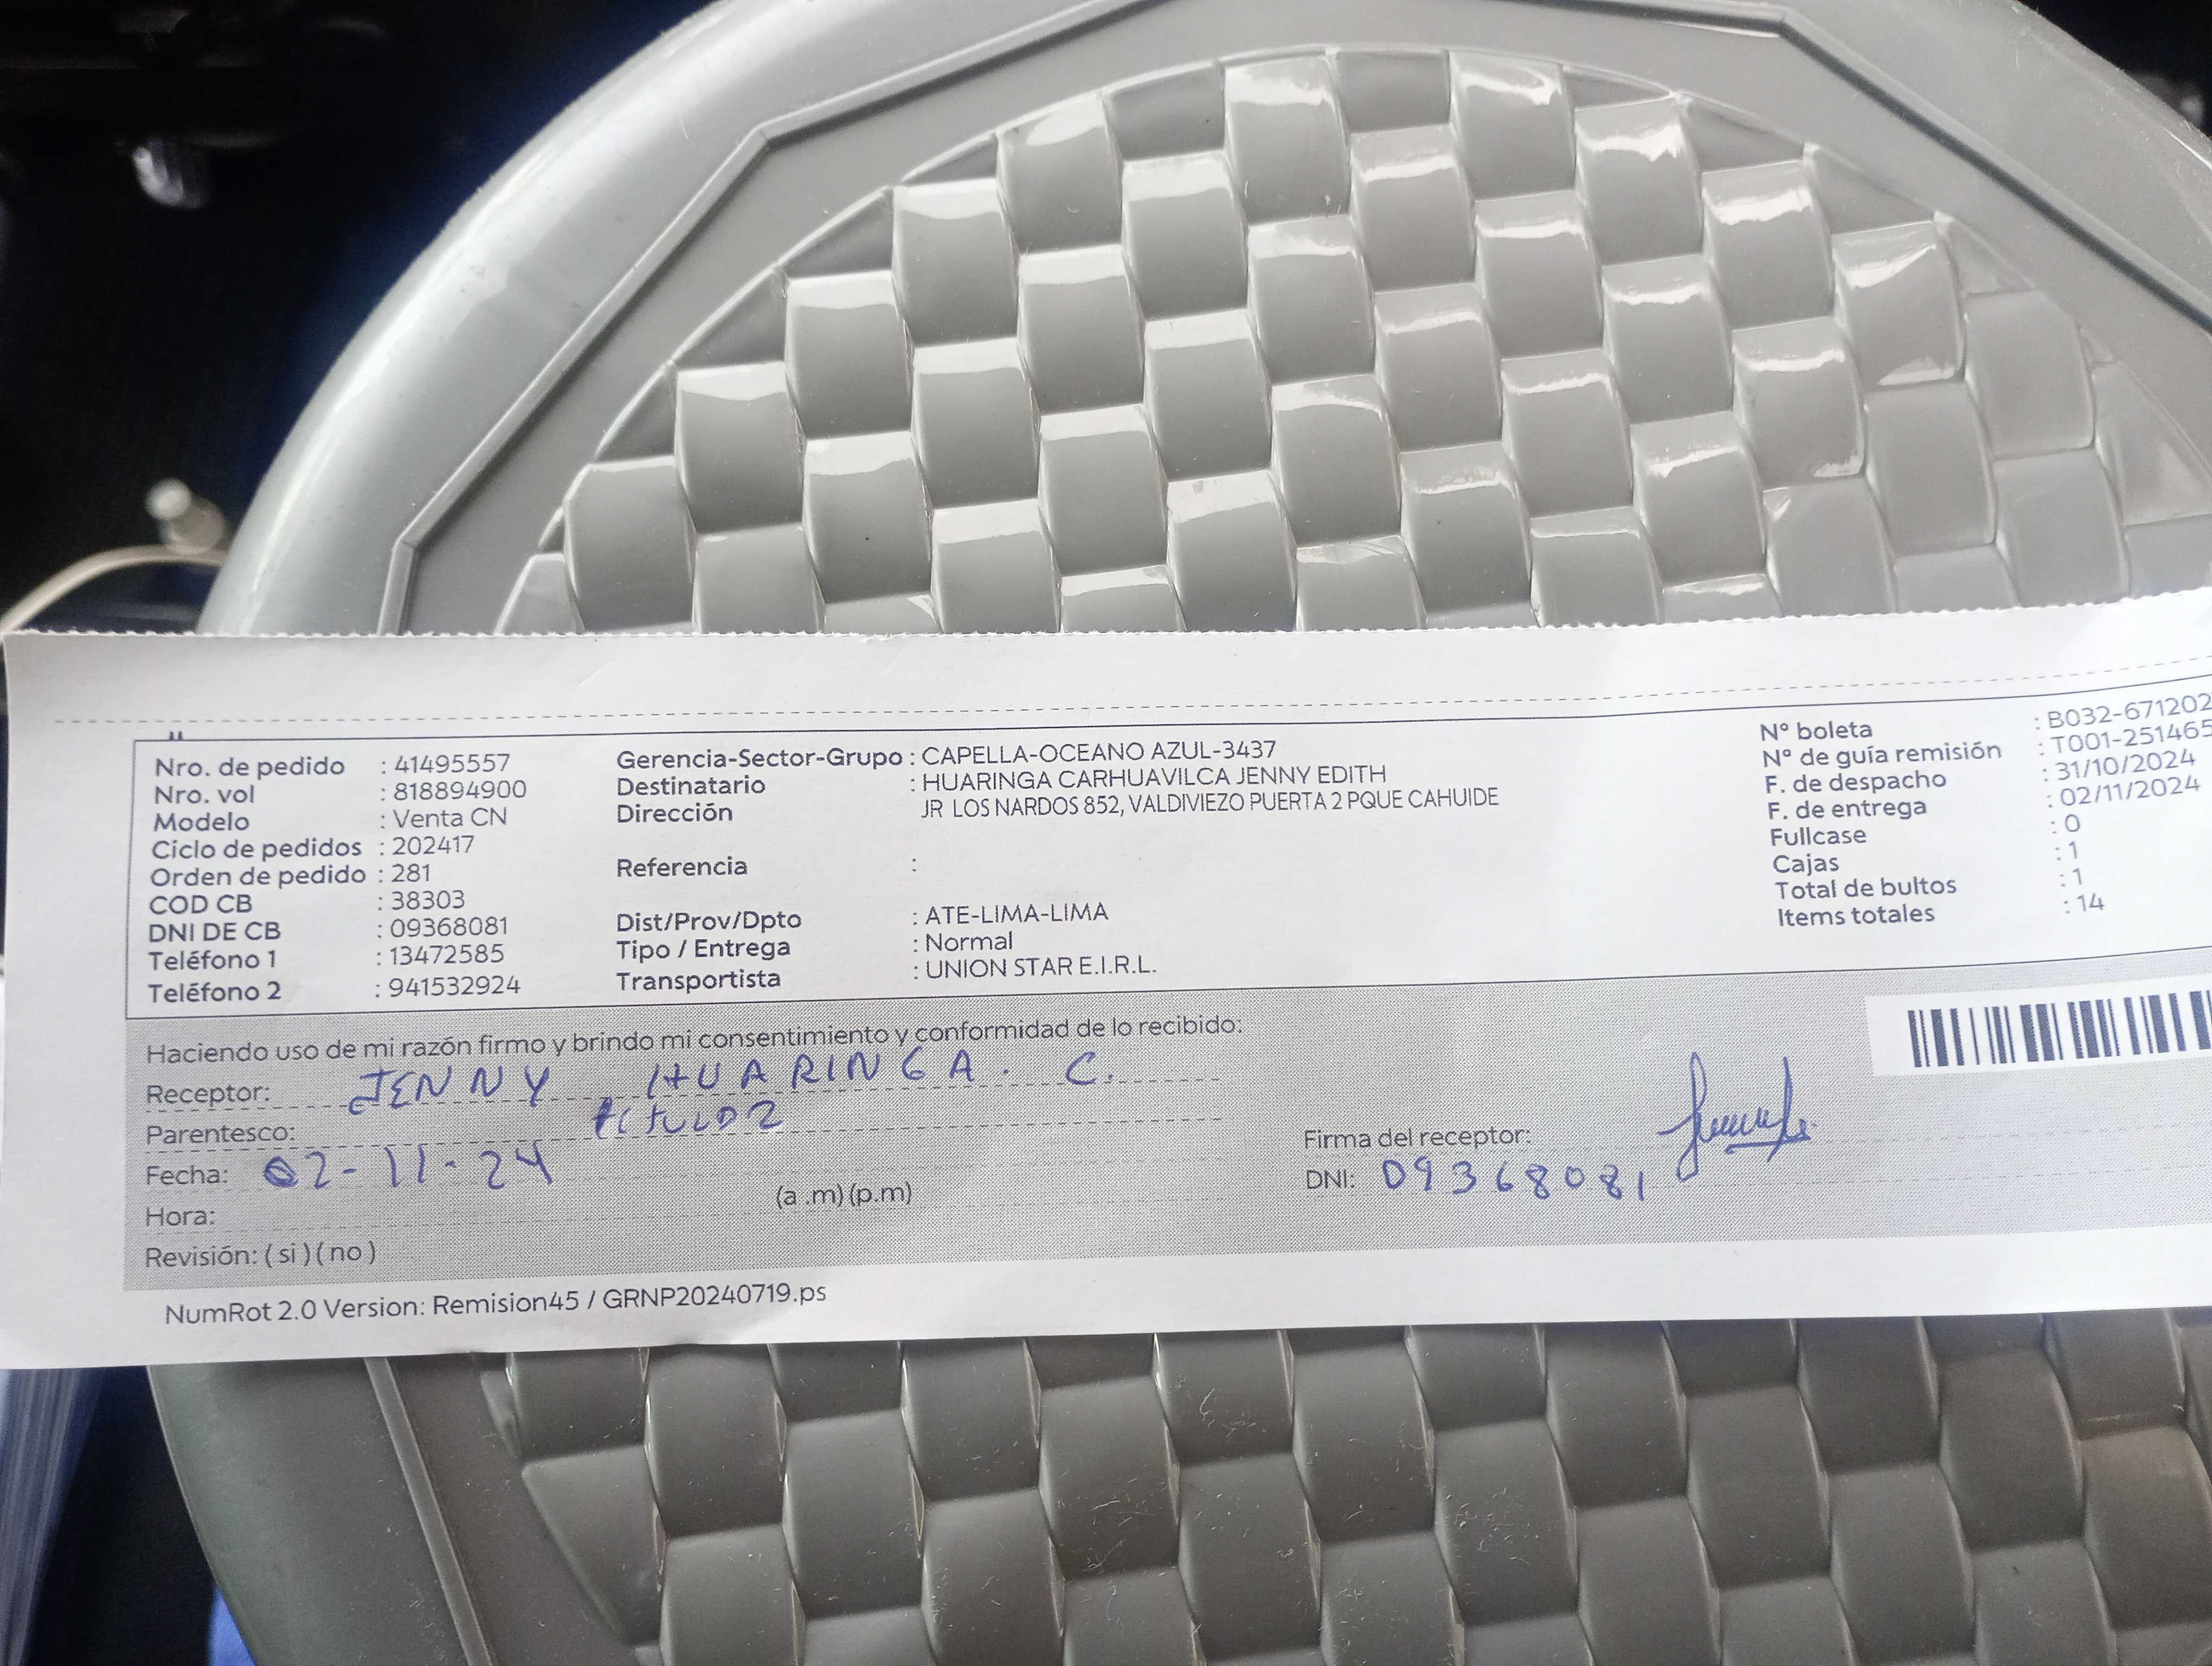 Nro. de pedido : 41495557
Nro. vol : 818894900
Modelo : Venta CN
Ciclo de pedidos : 202417
Orden de pedido : 281
COD CB : 38303
DNI DE CB : 09368081
Teléfono 1 : 13472585
Teléfono 2 : 941532924
Gerencia-Sector-Grupo : CAPELLA-OCEANO AZUL-3437
Destinatario : HUARINGA CARHUAVILCA JENNY EDITH
Dirección JR LOS NARDOS 852, VALDIVIEZO PUERTA 2 PQUE CAHUIDE
Referencia :
Dist/Prov/Dpto : ATE-LIMA-LIMA
Tipo / Entrega : Normal
Transportista : UNION STAR E.I.R.L.
Nº boleta : B032-671202
Nº de guía remisión : T001-251465
F. de despacho : 31/10/2024
F. de entrega : 02/11/2024
Fullcase : 0
Cajas : 1
Total de bultos : 1
Items totales : 14
Haciendo uso de mi razón firmo y brindo mi consentimiento y conformidad de lo recibido:
Receptor: JENNY HUARINGA. C.
Parentesco:
Fecha: 02-11-24
Hora: (a .m) (p.m)
Revisión: ( si ) ( no )
Firma del receptor:
DNI: 09368081
NumRot 2.0 Version: Remision45 / GRNP20240719.ps